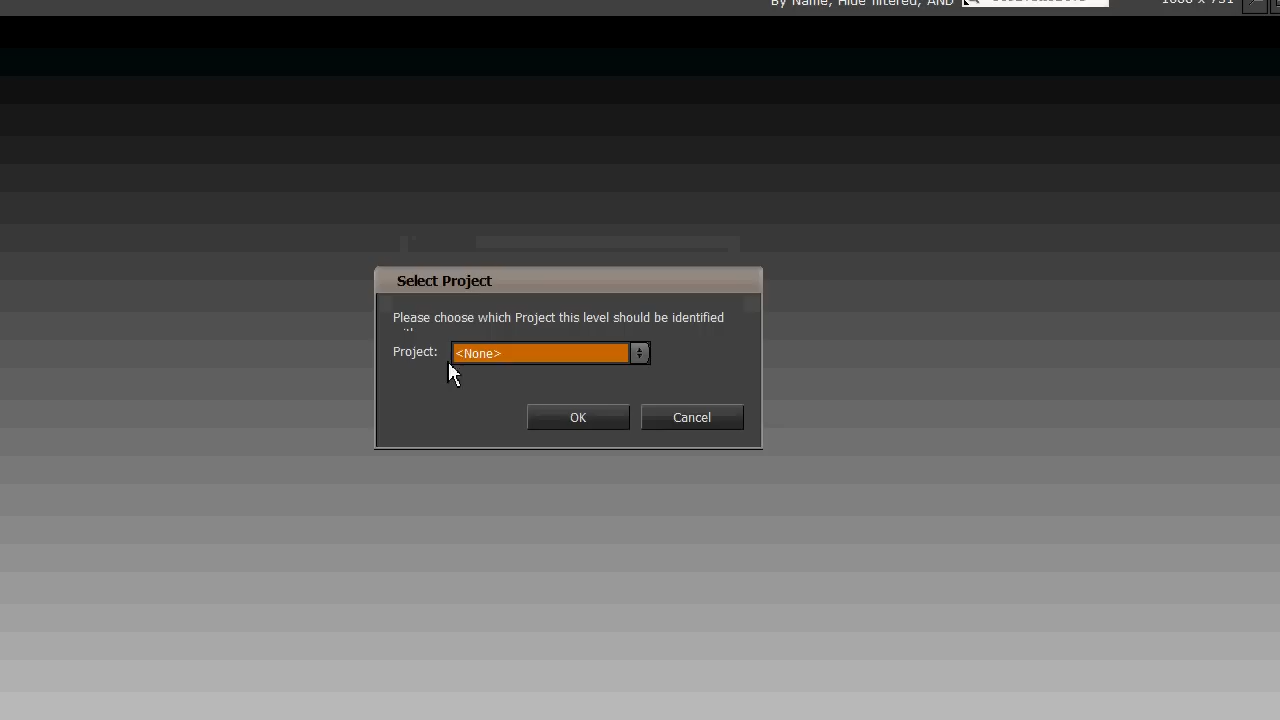 By Name, Hide filtered, AND
Select Project
Please choose which Project this level should be identified
Project: <None>
OK Cancel